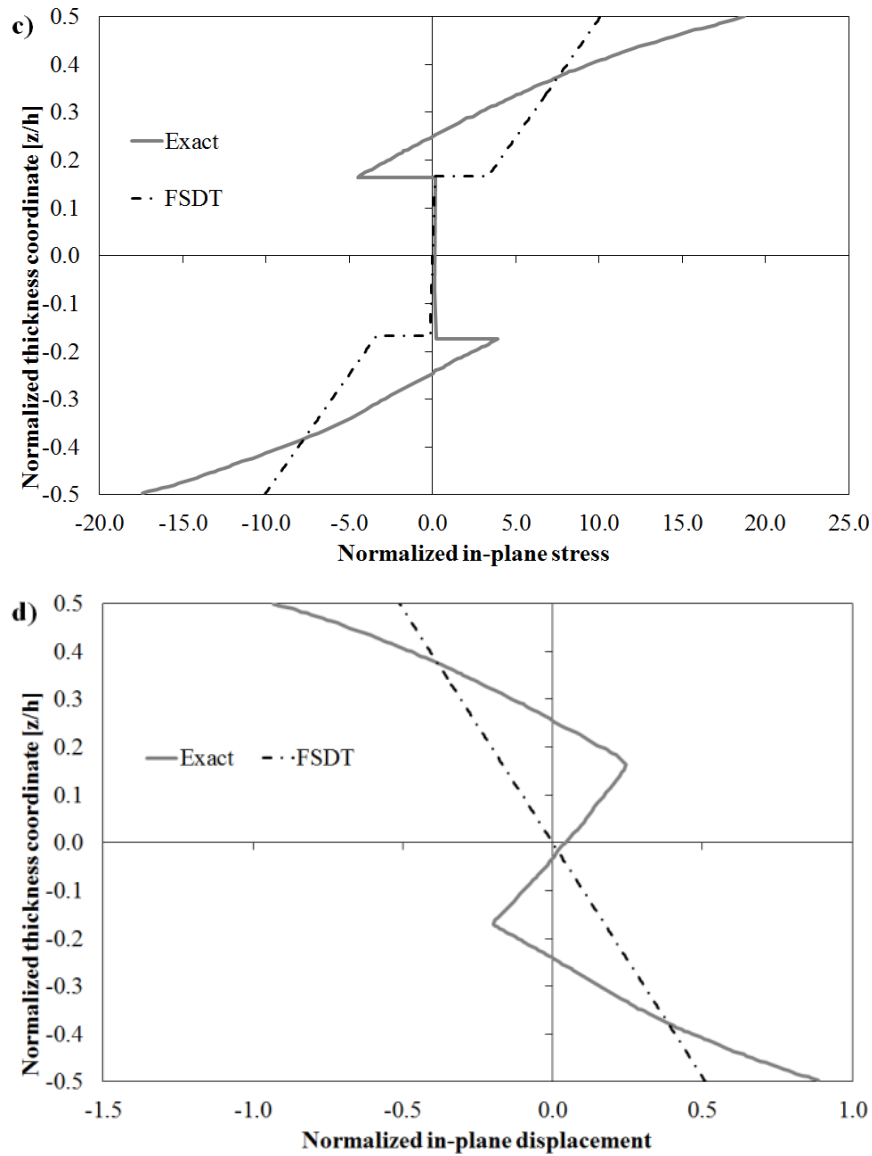 c)
Normalized thickness coordinate [z/h]
0.5
0.4
0.3
0.2
0.1
0.0
-0.1
-0.2
-0.3
-0.4
-0.5
Exact
FSDT
-20.0 -15.0 -10.0 -5.0 0.0 5.0 10.0 15.0 20.0 25.0
Normalized in-plane stress
d)
Normalized thickness coordinate [z/h]
0.5
0.4
0.3
0.2
0.1
0.0
-0.1
-0.2
-0.3
-0.4
-0.5
Exact FSDT
-1.5 -1.0 -0.5 0.0 0.5 1.0
Normalized in-plane displacement